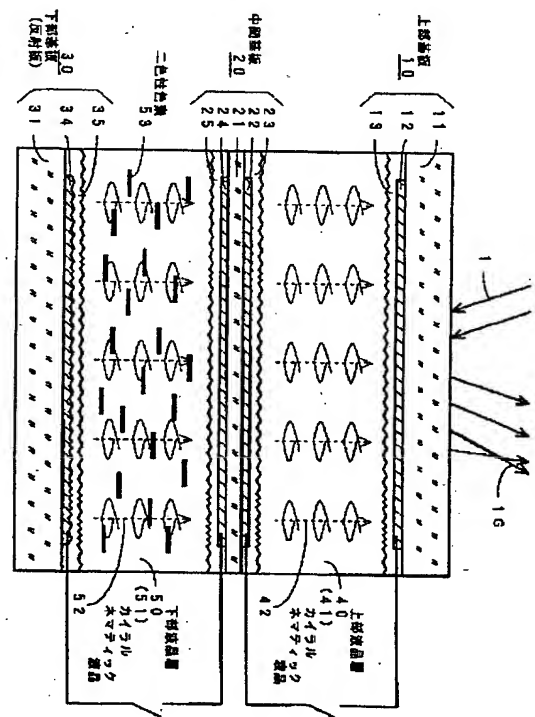 上部基板
10
11
12
13
中間基板
20
23
22
21
24
25
二色性色素
53
下部基板
(反射板)
30
35
34
31
1
1G
上部液晶層
40
(41)
カイラル
ネマティック
液晶
42
下部液晶層
50
(51)
カイラル
ネマティック
液晶
52